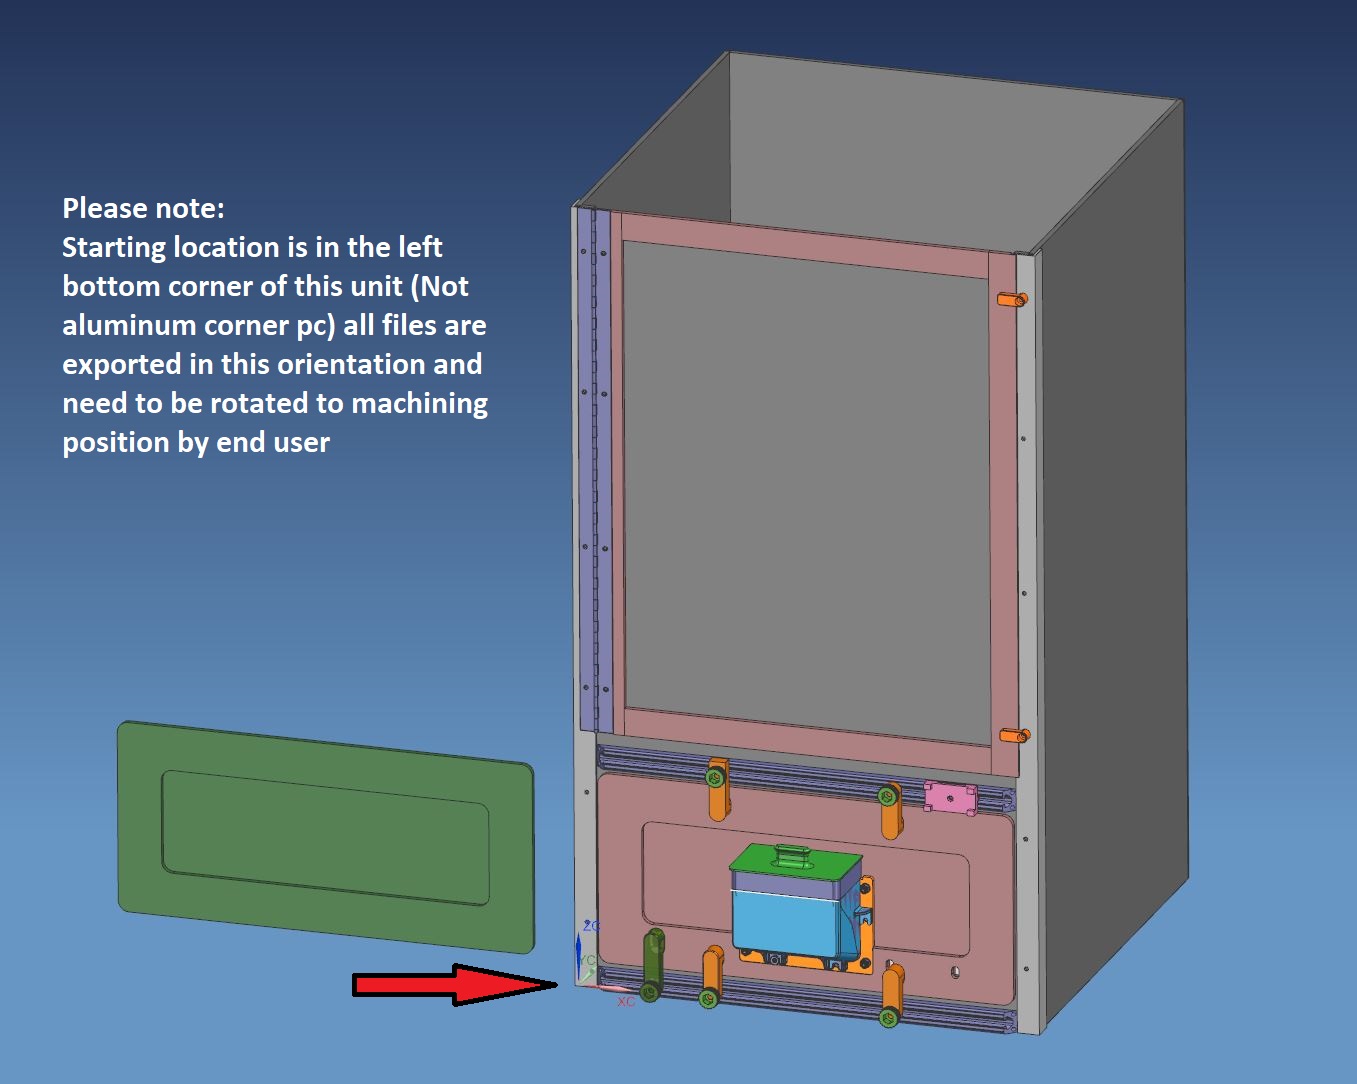 Please note:
Starting location is in the left
bottom corner of this unit (Not
aluminum corner pc) all files are
exported in this orientation and
need to be rotated to machining
position by end user
ZC
YC
XC